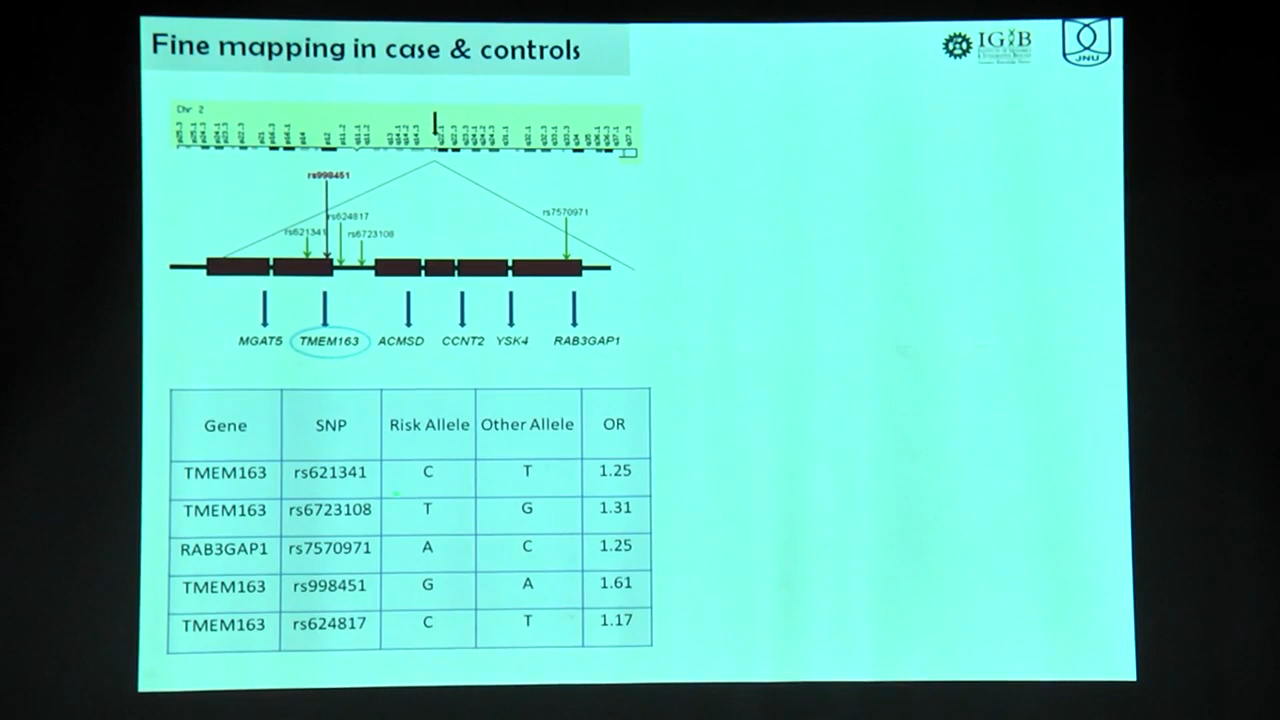 Fine mapping in case & controls
IGIB
JNU
Chr 2
rs998451
rs624817
rs7570971
rs621341
rs6723108
MGAT5 TMEM163 ACMSD CCNT2 YSK4 RAB3GAP1
Gene SNP Risk Allele Other Allele OR
TMEM163 rs621341 C T 1.25
TMEM163 rs6723108 T G 1.31
RAB3GAP1 rs7570971 A C 1.25
TMEM163 rs998451 G A 1.61
TMEM163 rs624817 C T 1.17